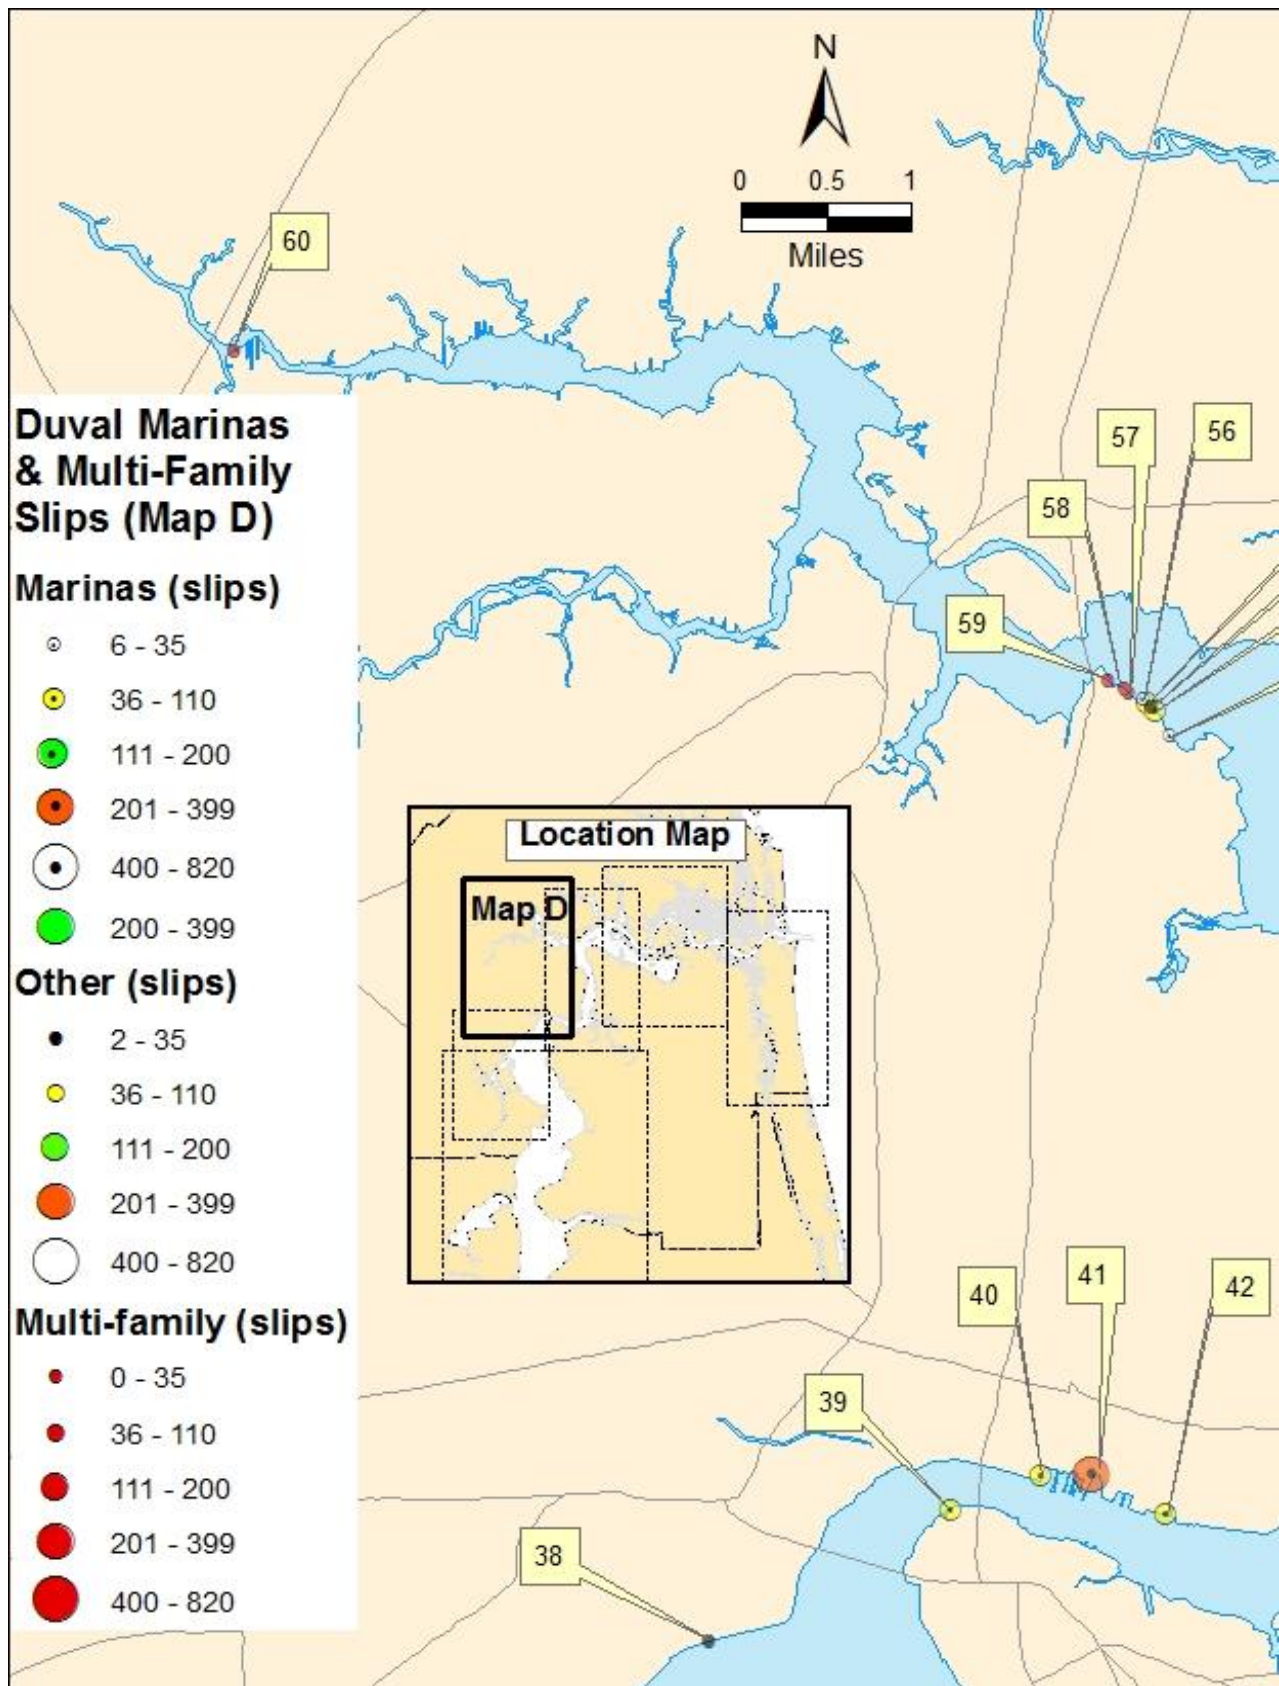 N
0 0.5 1
Miles
60
Duval Marinas
& Multi-Family
Slips (Map D)
Marinas (slips)
6 - 35
36 - 110
111 - 200
201 - 399
400 - 820
200 - 399
Other (slips)
2 - 35
36 - 110
111 - 200
201 - 399
400 - 820
Multi-family (slips)
0 - 35
36 - 110
111 - 200
201 - 399
400 - 820
56
57
58
59
Location Map
Map D
40
41
42
39
38